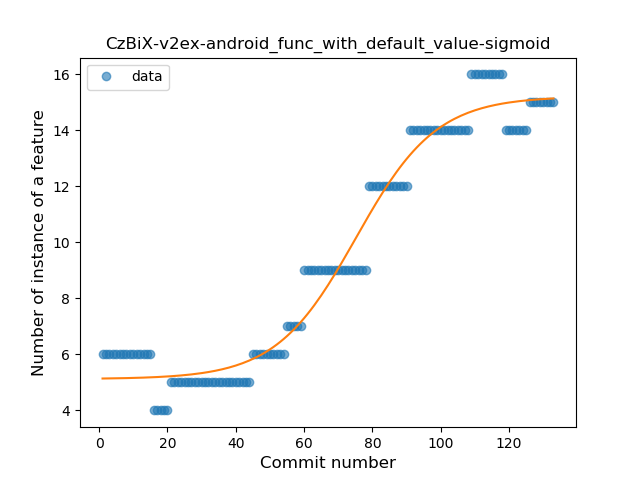 CzBiX-v2ex-android_func_with_default_value-sigmoid
data
Number of instance of a feature
16
14
12
10
8
6
4
0 20 40 60 80 100 120
Commit number